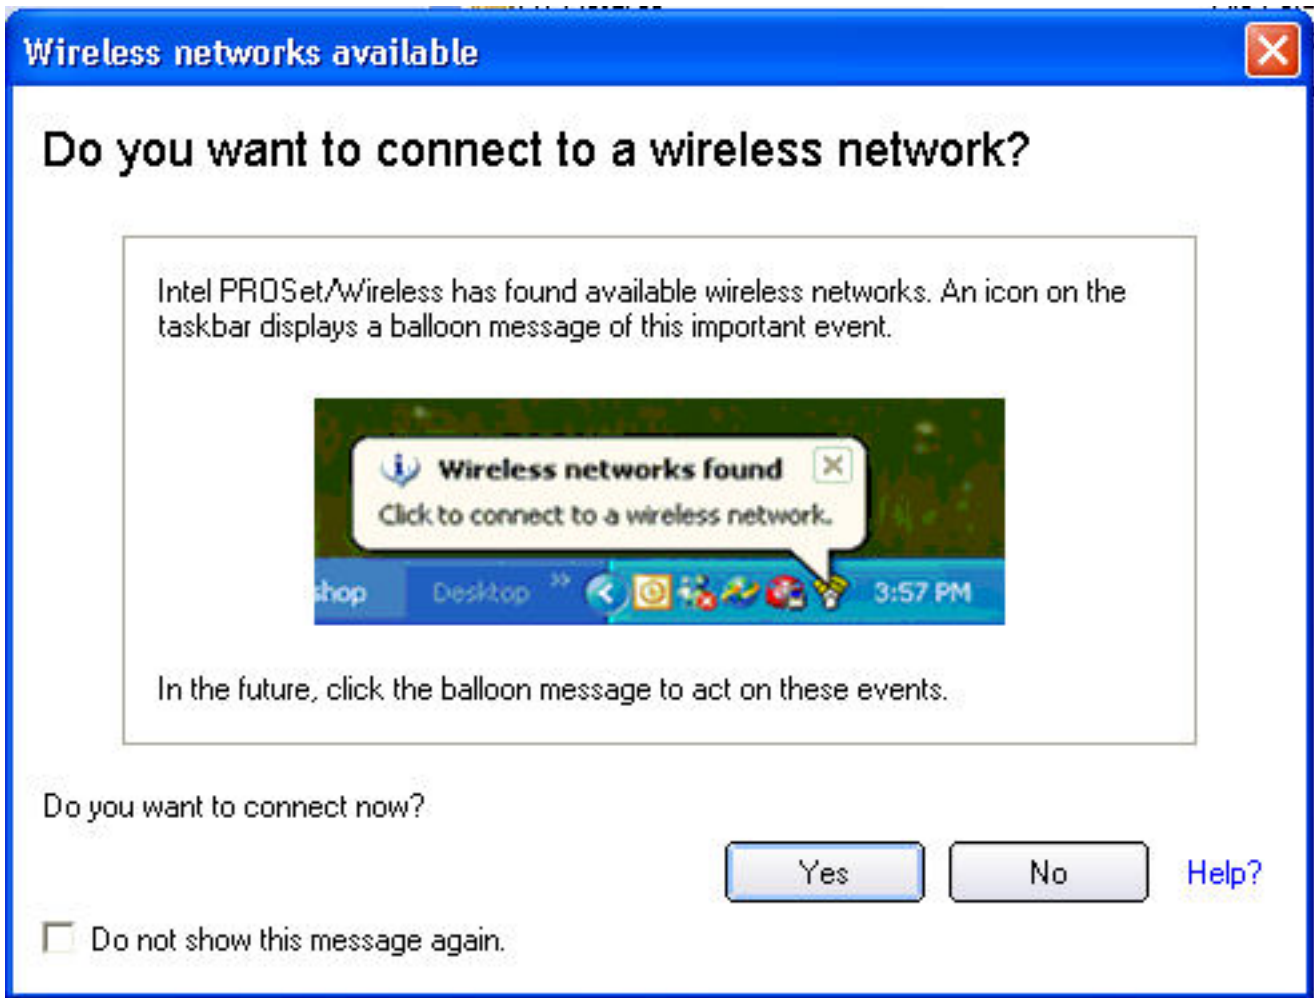 Wireless networks available
Do you want to connect to a wireless network?
Intel PROSet/Wireless has found available wireless networks. An icon on the
taskbar displays a balloon message of this important event.
Wireless networks found
Click to connect to a wireless network.
shop Desktop » 3:57 PM
In the future, click the balloon message to act on these events.
Do you want to connect now?
Yes No Help?
Do not show this message again.